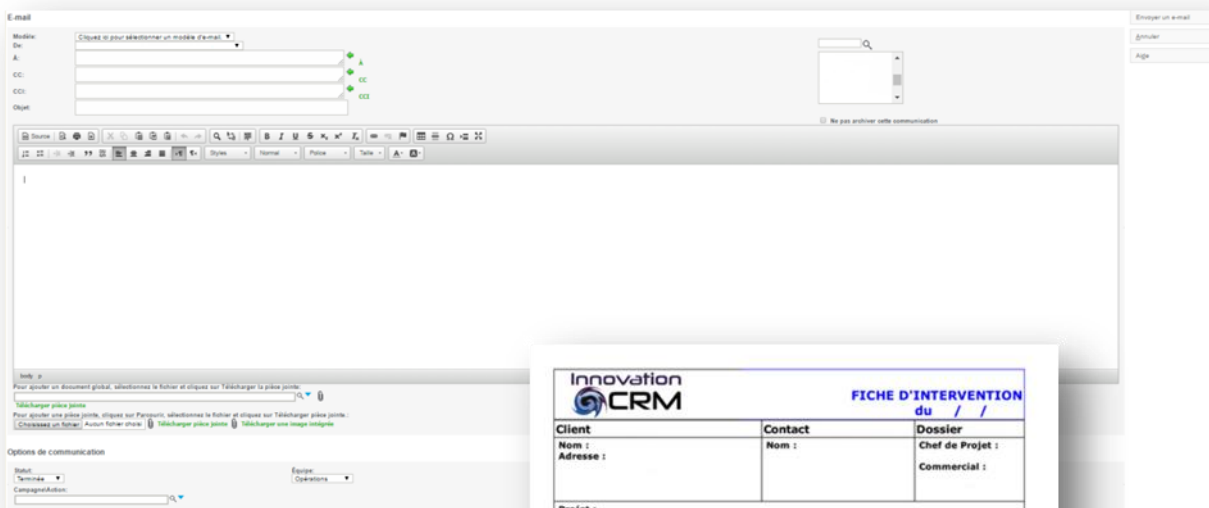 E-mail
Envoyer un e-mail
Annuler
Aide
Modèle: Cliquez ici pour sélectionner un modèle d'e-mail.
De:
A:
A
CC:
CC
CCI:
CCI
Objet:
Ne pas archiver cette communication
Source
B I U S x₂ x² Iₓ
Styles Normal Police Taille A A
body p
Pour ajouter un document global, sélectionnez le fichier et cliquez sur Télécharger la pièce jointe:
Télécharger pièce jointe
Pour ajouter une pièce jointe, cliquez sur Parcourir, sélectionnez le fichier et cliquez sur Télécharger pièce jointe.:
Choisissez un fichier Aucun fichier choisi Télécharger pièce jointe Télécharger une image intégrée
Options de communication
Statut:
Terminée
Équipe:
Opérations
Campagne\Action:
Innovation
CRM
FICHE D'INTERVENTION
du / /
Client Contact Dossier
Nom : Nom : Chef de Projet :
Adresse :
Commercial :
Projet :